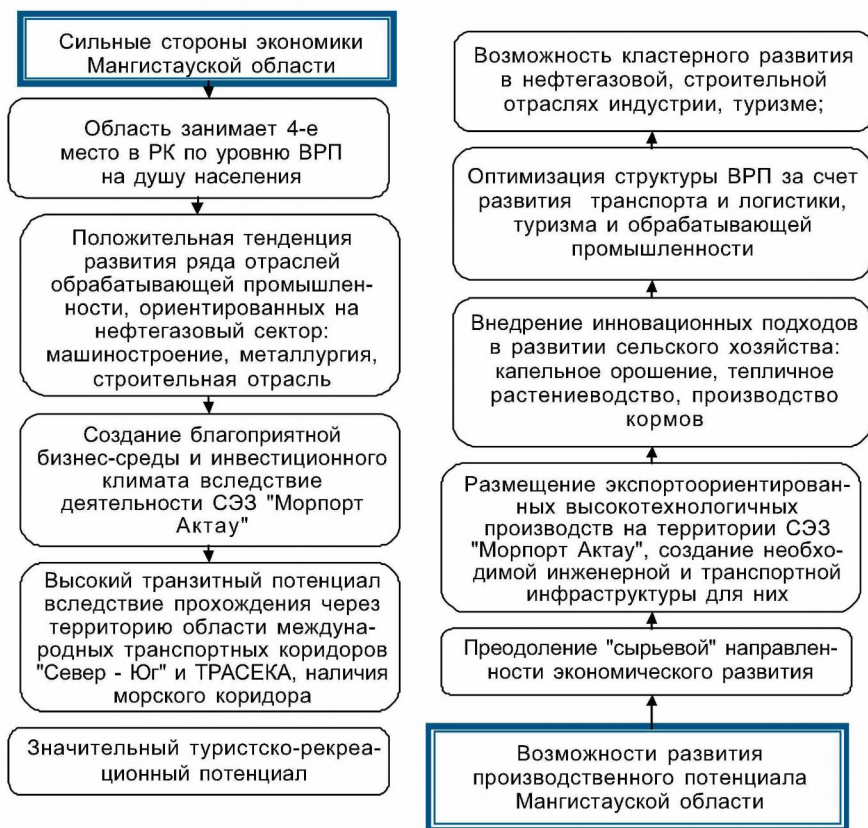 Сильные стороны экономики
Мангистауской области
Область занимает 4-е
место в РК по уровню ВРП
на душу населения
Положительная тенденция
развития ряда отраслей
обрабатывающей промышлен-
ности, ориентированных на
нефтегазовый сектор:
машиностроение, металлургия,
строительная отрасль
Создание благоприятной
бизнес-среды и инвестиционного
климата вследствие
деятельности СЭЗ "Морпорт
Актау"
Высокий транзитный потенциал
вследствие прохождения через
территорию области междуна-
родных транспортных коридоров
"Север - Юг" и ТРАСЕКА, наличия
морского коридора
Значительный туристско-рекреа-
ционный потенциал
Возможность кластерного развития
в нефтегазовой, строительной
отраслях индустрии, туризме;
Оптимизация структуры ВРП за счет
развития транспорта и логистики,
туризма и обрабатывающей
промышленности
Внедрение инновационных подходов
в развитии сельского хозяйства:
капельное орошение, тепличное
растениеводство, производство
кормов
Размещение экспортоориентирован-
ных высокотехнологичных
производств на территории СЭЗ
"Морпорт Актау", создание необхо-
димой инженерной и транспортной
инфраструктуры для них
Преодоление "сырьевой" направлен-
ности экономического развития
Возможности развития
производственного потенциала
Мангистауской области